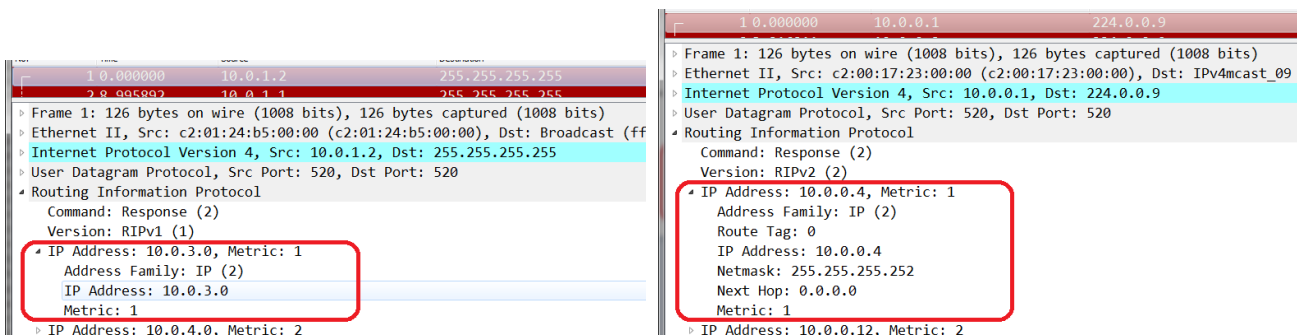 1 0.000000 10.0.1.2 255.255.255.255
2 8.995892 10.0.1.1 255.255.255.255
Frame 1: 126 bytes on wire (1008 bits), 126 bytes captured (1008 bits)
Ethernet II, Src: c2:01:24:b5:00:00 (c2:01:24:b5:00:00), Dst: Broadcast (ff
Internet Protocol Version 4, Src: 10.0.1.2, Dst: 255.255.255.255
User Datagram Protocol, Src Port: 520, Dst Port: 520
Routing Information Protocol
Command: Response (2)
Version: RIPv1 (1)
IP Address: 10.0.3.0, Metric: 1
Address Family: IP (2)
IP Address: 10.0.3.0
Metric: 1
IP Address: 10.0.4.0, Metric: 2
1 0.000000 10.0.0.1 224.0.0.9
Frame 1: 126 bytes on wire (1008 bits), 126 bytes captured (1008 bits)
Ethernet II, Src: c2:00:17:23:00:00 (c2:00:17:23:00:00), Dst: IPv4mcast_09
Internet Protocol Version 4, Src: 10.0.0.1, Dst: 224.0.0.9
User Datagram Protocol, Src Port: 520, Dst Port: 520
Routing Information Protocol
Command: Response (2)
Version: RIPv2 (2)
IP Address: 10.0.0.4, Metric: 1
Address Family: IP (2)
Route Tag: 0
IP Address: 10.0.0.4
Netmask: 255.255.255.252
Next Hop: 0.0.0.0
Metric: 1
IP Address: 10.0.0.12, Metric: 2